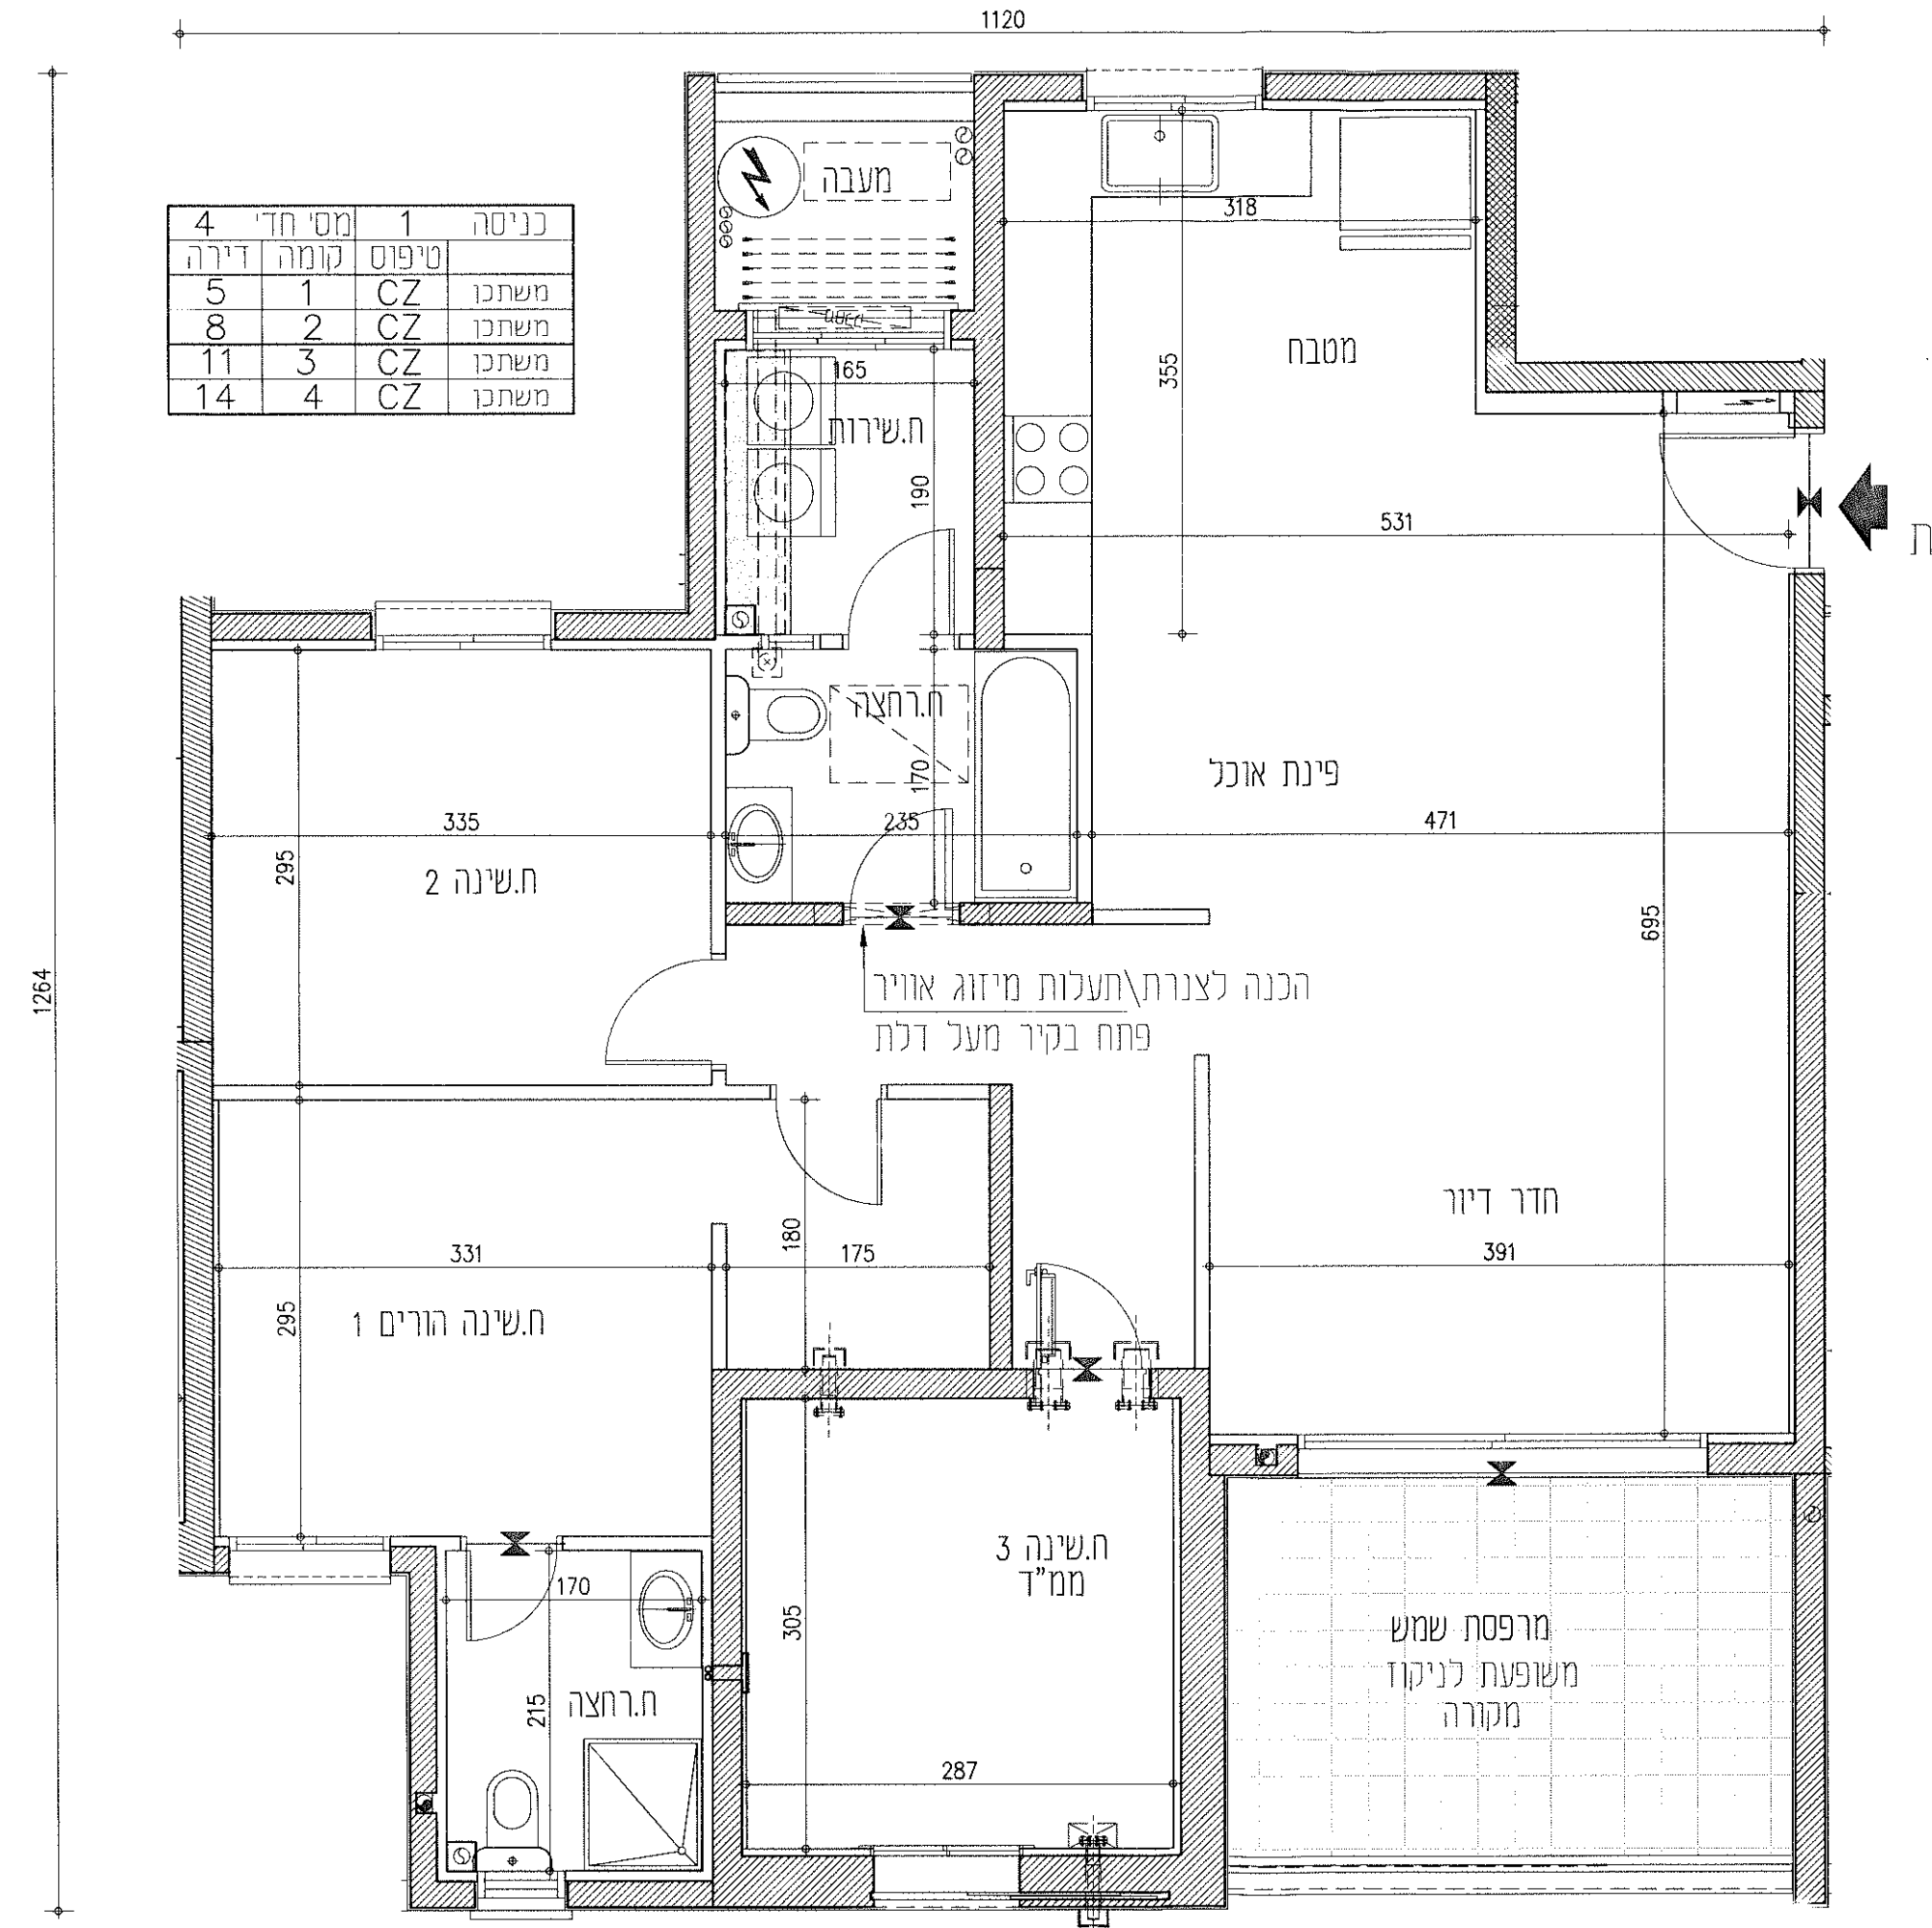 1120
1264
כניסה 1 מס' חד' 4
טיפוס קומה דירה
משתכן CZ 1 5
משתכן CZ 2 8
משתכן CZ 3 11
משתכן CZ 4 14
מעבה
318
מטבח
355
165
ח.שירות
190
531
ת
ח.רחצה
170
פינת אוכל
335
235
471
295
ח.שינה 2
695
הכנה לצנרת\תעלות מיזוג אוויר
פתח בקיר מעל דלת
חדר דיור
180
331
175
391
295
ח.שינה הורים 1
ח.שינה 3
ממ"ד
170
305
מרפסת שמש
משופעת לניקוז
מקורה
215
ח.רחצה
287